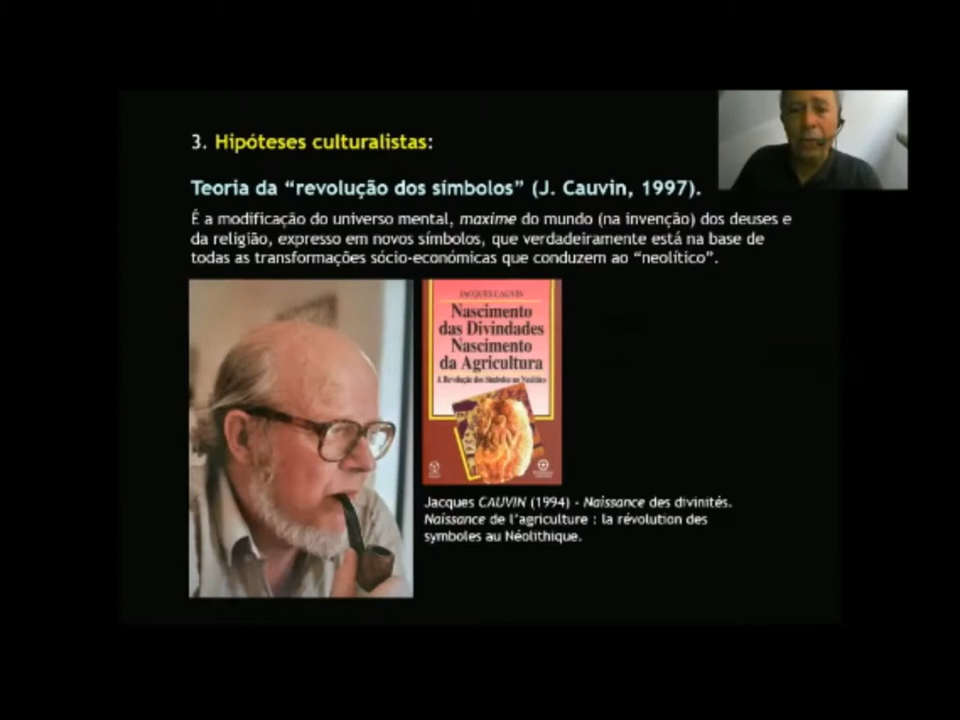 3. Hipóteses culturalistas:
Teoria da “revolução dos símbolos” (J. Cauvin, 1997).
É a modificação do universo mental, maxime do mundo (na invenção) dos deuses e
da religião, expresso em novos símbolos, que verdadeiramente está na base de
todas as transformações sócio-económicas que conduzem ao “neolítico”.
JACQUES CAUVIN
Nascimento
das Divindades
Nascimento
da Agricultura
A Revolução dos Símbolos no Neolítico
Jacques CAUVIN (1994) - Naissance des divinités.
Naissance de l’agriculture : la révolution des
symboles au Néolithique.